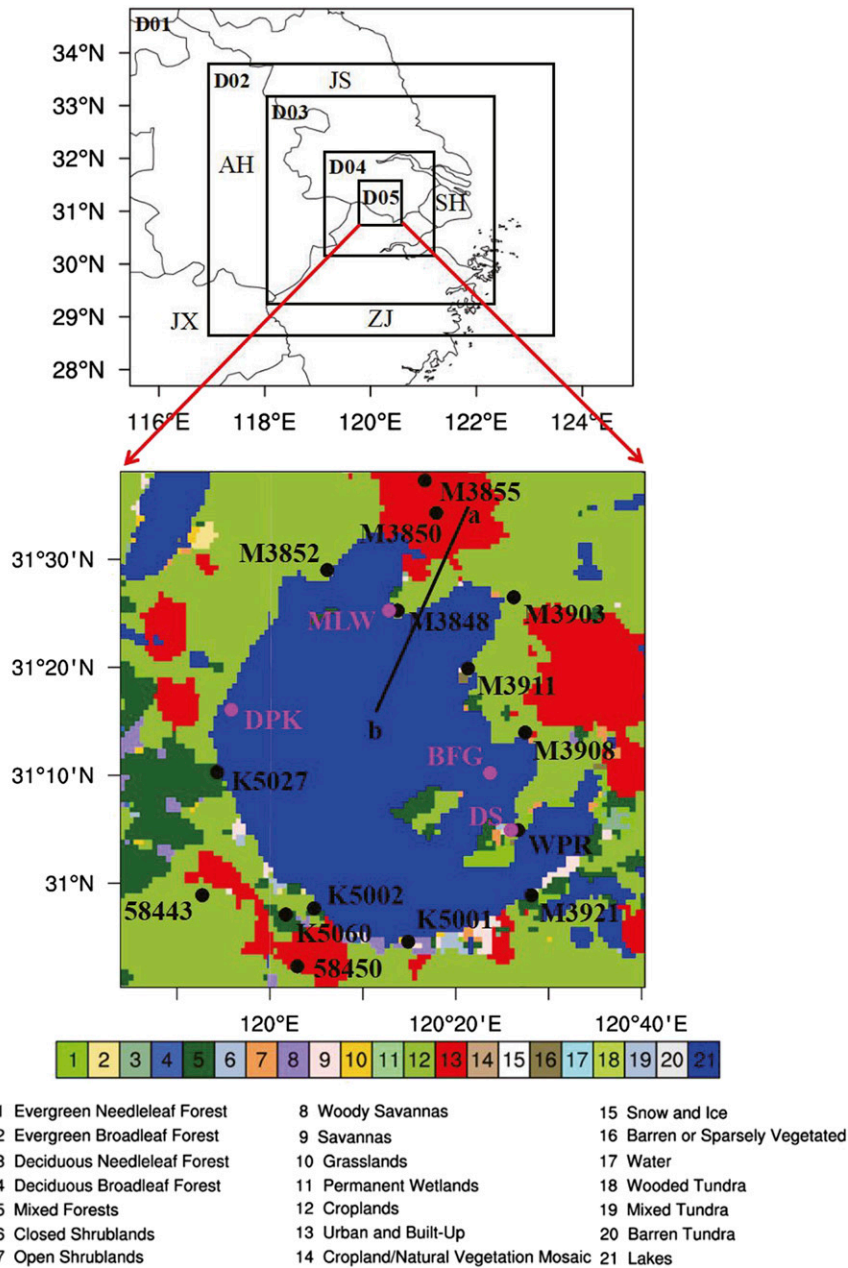 D01
34°N
D02
JS
33°N
D03
32°N
AH
D04
31°N
D05
SH
30°N
29°N
JX
ZJ
28°N
116°E 118°E 120°E 122°E 124°E
M3855
a
M3850
31°30'N
M3852
MLW
M3848
M3903
31°20'N
M3911
DPK
b
M3908
BFG
31°10'N
K5027
DS
WPR
31°N
58443
K5002
K5001
M3921
K5060
58450
120°E 120°20'E 120°40'E
1 2 3 4 5 6 7 8 9 10 11 12 13 14 15 16 17 18 19 20 21
1 Evergreen Needleleaf Forest
2 Evergreen Broadleaf Forest
3 Deciduous Needleleaf Forest
4 Deciduous Broadleaf Forest
5 Mixed Forests
6 Closed Shrublands
7 Open Shrublands
8 Woody Savannas
9 Savannas
10 Grasslands
11 Permanent Wetlands
12 Croplands
13 Urban and Built-Up
14 Cropland/Natural Vegetation Mosaic
15 Snow and Ice
16 Barren or Sparsely Vegetated
17 Water
18 Wooded Tundra
19 Mixed Tundra
20 Barren Tundra
21 Lakes